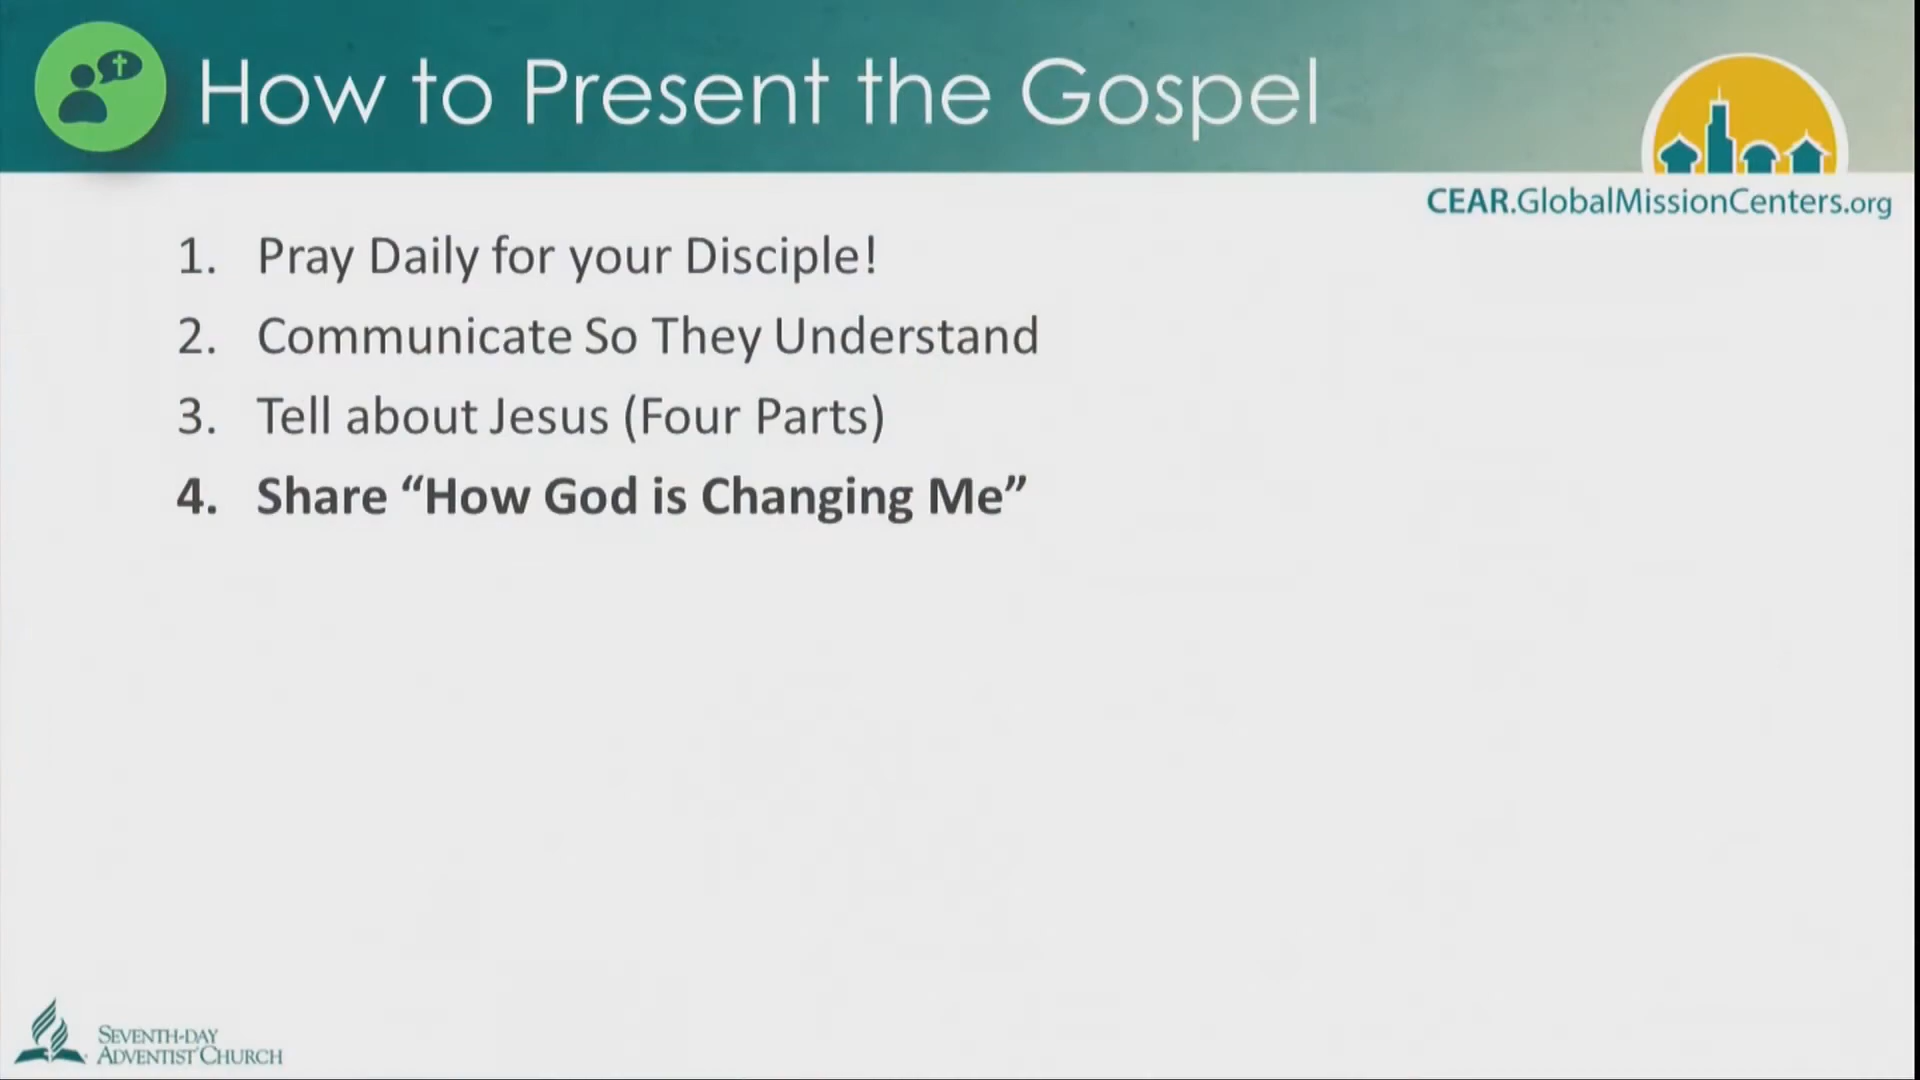 How to Present the Gospel
CEAR.GlobalMissionCenters.org
1. Pray Daily for your Disciple!
2. Communicate So They Understand
3. Tell about Jesus (Four Parts)
4. Share “How God is Changing Me”
SEVENTH-DAY
ADVENTIST CHURCH